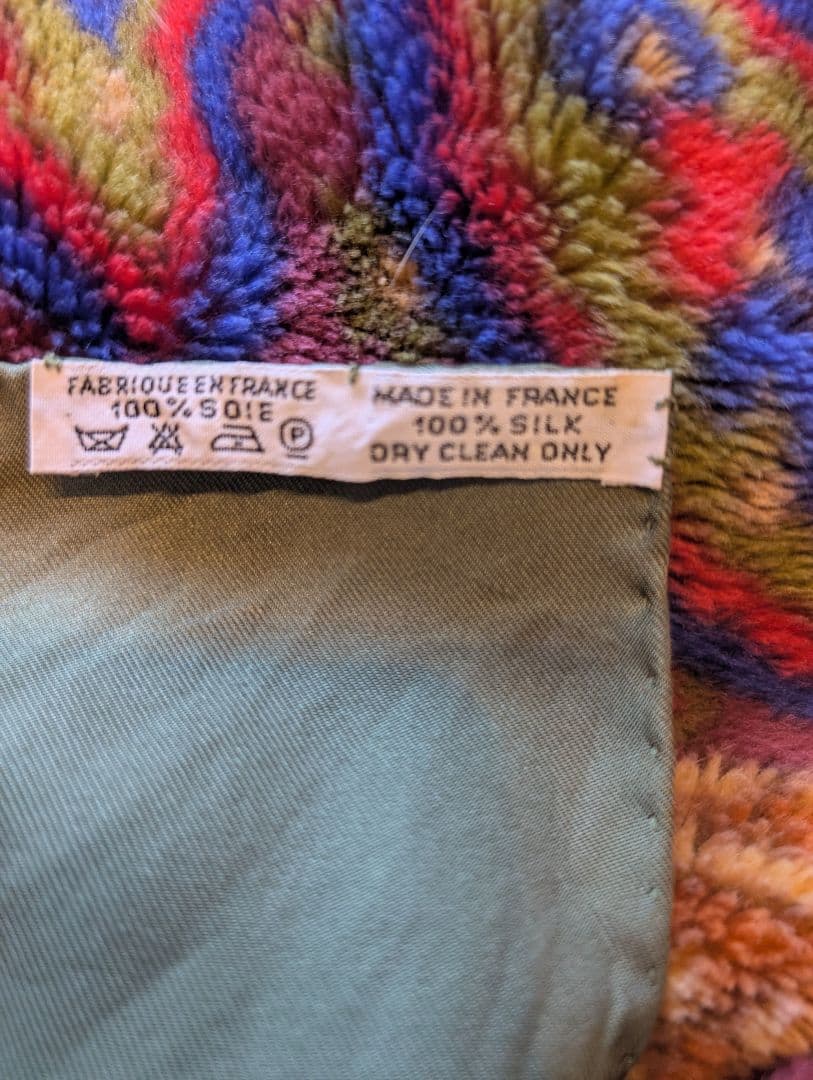 FABRIQUE EN FRANCE
100% SOIE
P
MADE IN FRANCE
100% SILK
DRY CLEAN ONLY